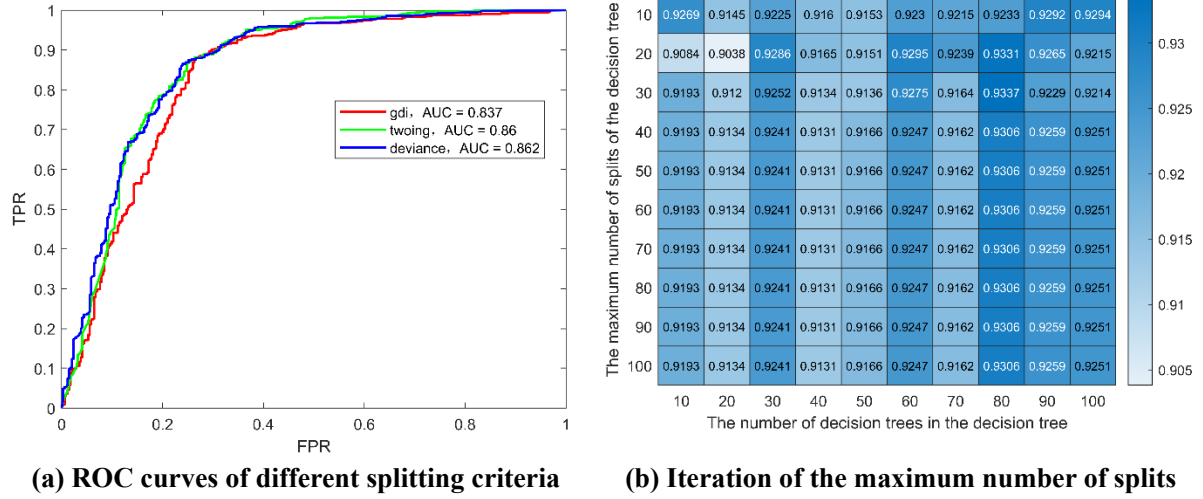 1
0.9
0.8
0.7
0.6
0.5
0.4
0.3
0.2
0.1
0
TPR
gdi, AUC = 0.837
twoing, AUC = 0.86
deviance, AUC = 0.862
0 0.2 0.4 0.6 0.8 1
FPR
(a) ROC curves of different splitting criteria
The maximum number of splits of the decision tree
10 0.9269 0.9145 0.9225 0.916 0.9153 0.923 0.9215 0.9233 0.9292 0.9294
20 0.9084 0.9038 0.9286 0.9165 0.9151 0.9295 0.9239 0.9331 0.9265 0.9215
30 0.9193 0.912 0.9252 0.9134 0.9136 0.9275 0.9164 0.9337 0.9229 0.9214
40 0.9193 0.9134 0.9241 0.9131 0.9166 0.9247 0.9162 0.9306 0.9259 0.9251
50 0.9193 0.9134 0.9241 0.9131 0.9166 0.9247 0.9162 0.9306 0.9259 0.9251
60 0.9193 0.9134 0.9241 0.9131 0.9166 0.9247 0.9162 0.9306 0.9259 0.9251
70 0.9193 0.9134 0.9241 0.9131 0.9166 0.9247 0.9162 0.9306 0.9259 0.9251
80 0.9193 0.9134 0.9241 0.9131 0.9166 0.9247 0.9162 0.9306 0.9259 0.9251
90 0.9193 0.9134 0.9241 0.9131 0.9166 0.9247 0.9162 0.9306 0.9259 0.9251
100 0.9193 0.9134 0.9241 0.9131 0.9166 0.9247 0.9162 0.9306 0.9259 0.9251
10 20 30 40 50 60 70 80 90 100
The number of decision trees in the decision tree
0.93
0.925
0.92
0.915
0.91
0.905
(b) Iteration of the maximum number of splits